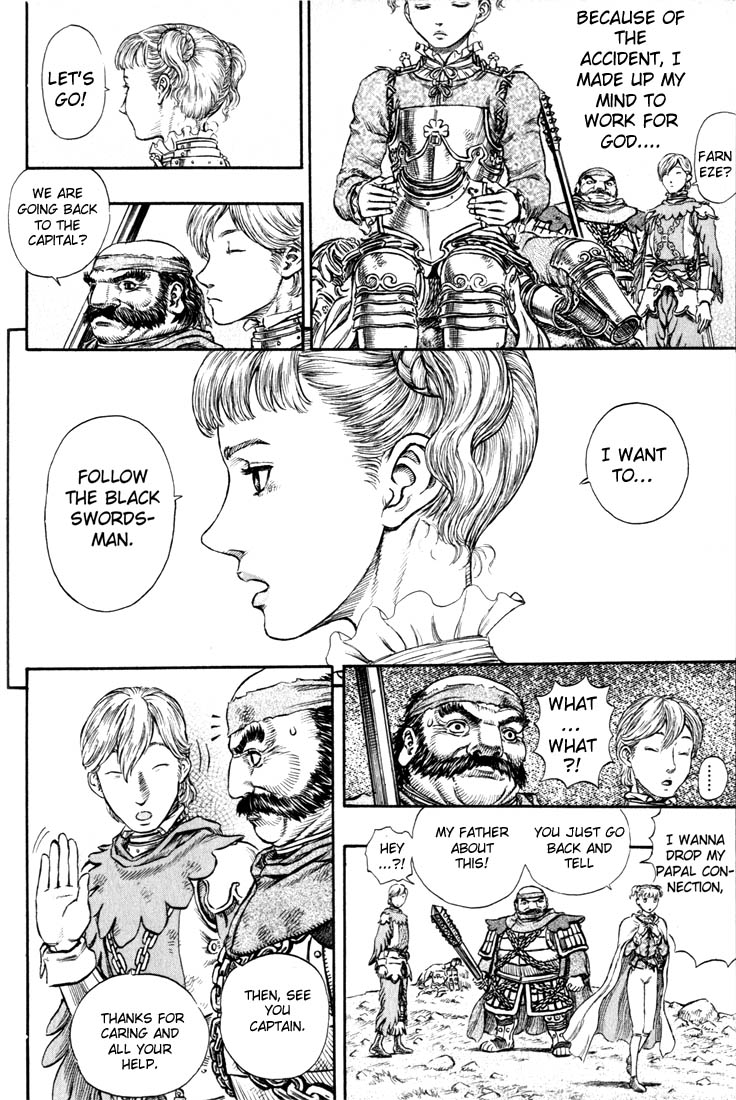 BECAUSE OF
THE
ACCIDENT, I
MADE UP MY
MIND TO
WORK FOR
GOD....
FARN
EZE?
LET'S
GO!
WE ARE
GOING BACK
TO THE
CAPITAL?
I WANT
TO...
FOLLOW
THE BLACK
SWORDS-
MAN.
......
WHAT
...
WHAT
?!
I WANNA
DROP MY
PAPAL CON-
NECTION,
YOU JUST GO
BACK AND
TELL
MY FATHER
ABOUT
THIS!
HEY
...?!
THEN, SEE
YOU
CAPTAIN.
THANKS FOR
CARING AND
ALL YOUR
HELP.